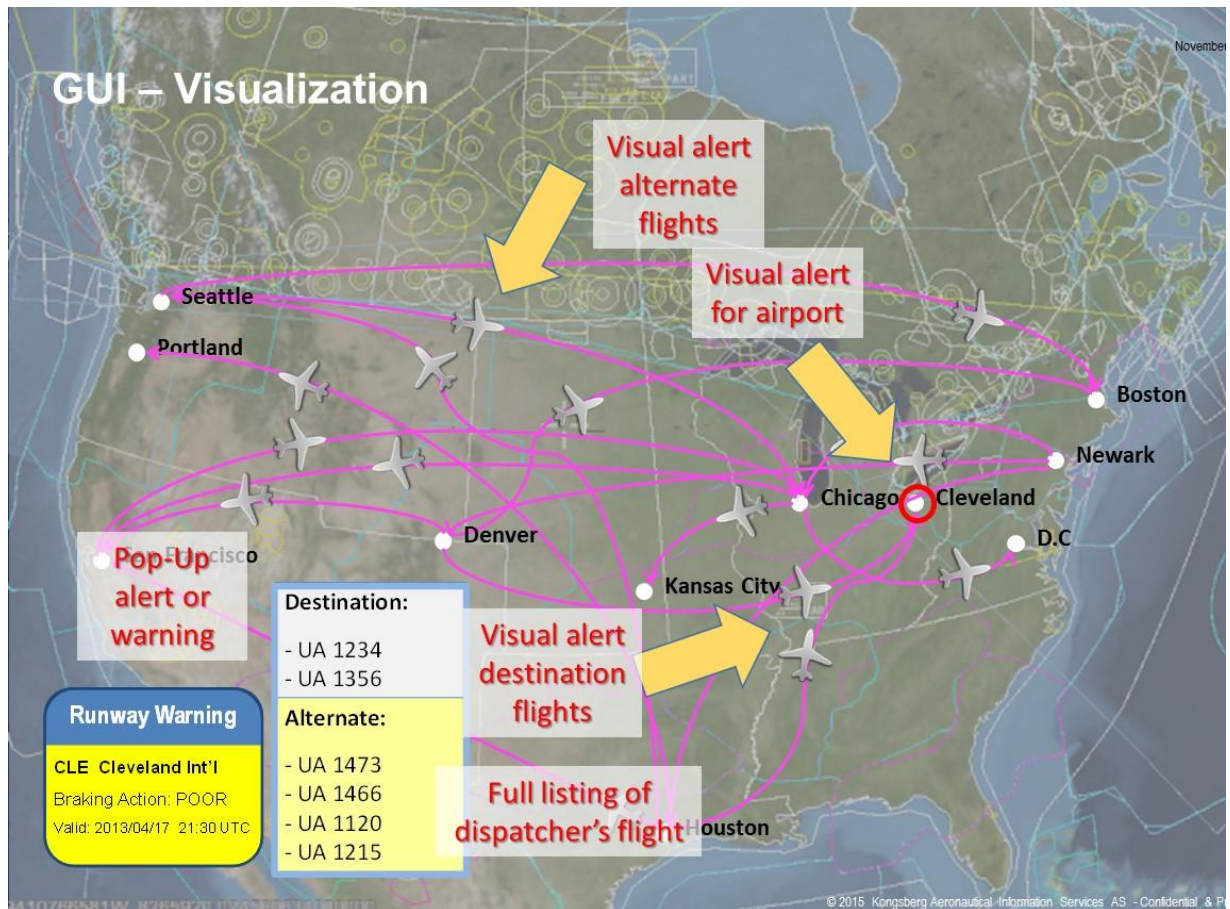 November
GUI – Visualization
Visual alert
alternate
flights
Visual alert
for airport
Seattle
Portland
Boston
Newark
Chicago
Cleveland
D.C
Denver
San Francisco
Kansas City
Pop-Up
alert or
warning
Destination:
- UA 1234
- UA 1356
Visual alert
destination
flights
Runway Warning
CLE Cleveland Int'l
Braking Action: POOR
Valid: 2013/04/17 21:30 UTC
Alternate:
- UA 1473
- UA 1466
- UA 1120
- UA 1215
Full listing of
dispatcher's flight
Houston
© 2015 Kongsberg Aeronautical Information Services AS - Confidential &